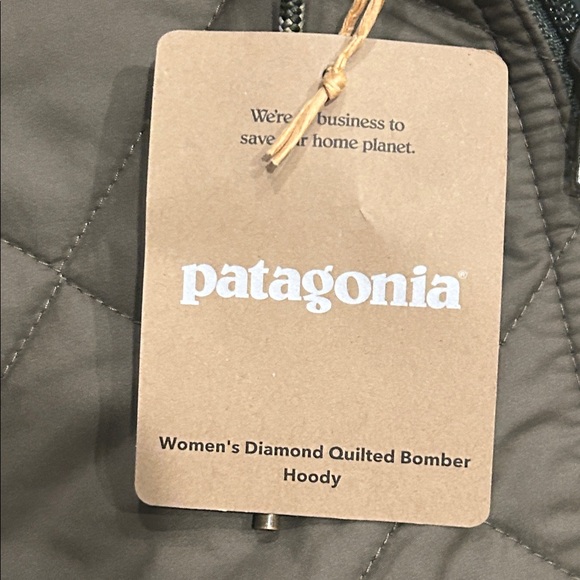 We're business to
save home planet.
patagonia®
Women's Diamond Quilted Bomber
Hoody